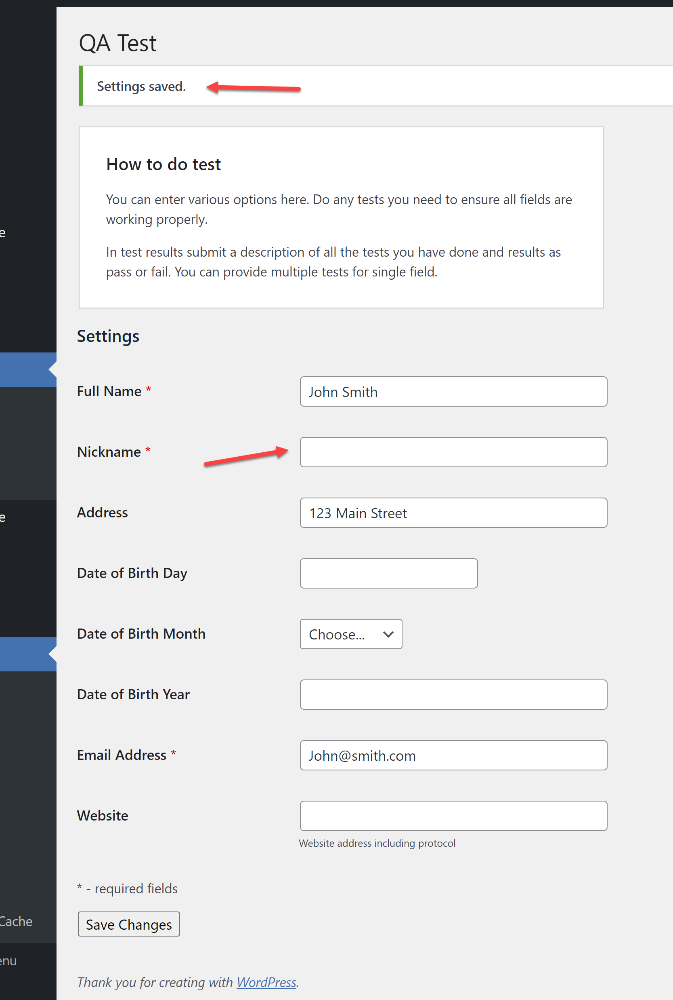 QA Test
Settings saved.
How to do test
You can enter various options here. Do any tests you need to ensure all fields are
working properly.
In test results submit a description of all the tests you have done and results as
pass or fail. You can provide multiple tests for single field.
Settings
Full Name *
John Smith
Nickname *
Address
123 Main Street
Date of Birth Day
Date of Birth Month
Choose...
Date of Birth Year
Email Address *
John@smith.com
Website
Website address including protocol
* - required fields
Save Changes
Thank you for creating with WordPress.
e
e
Cache
enu